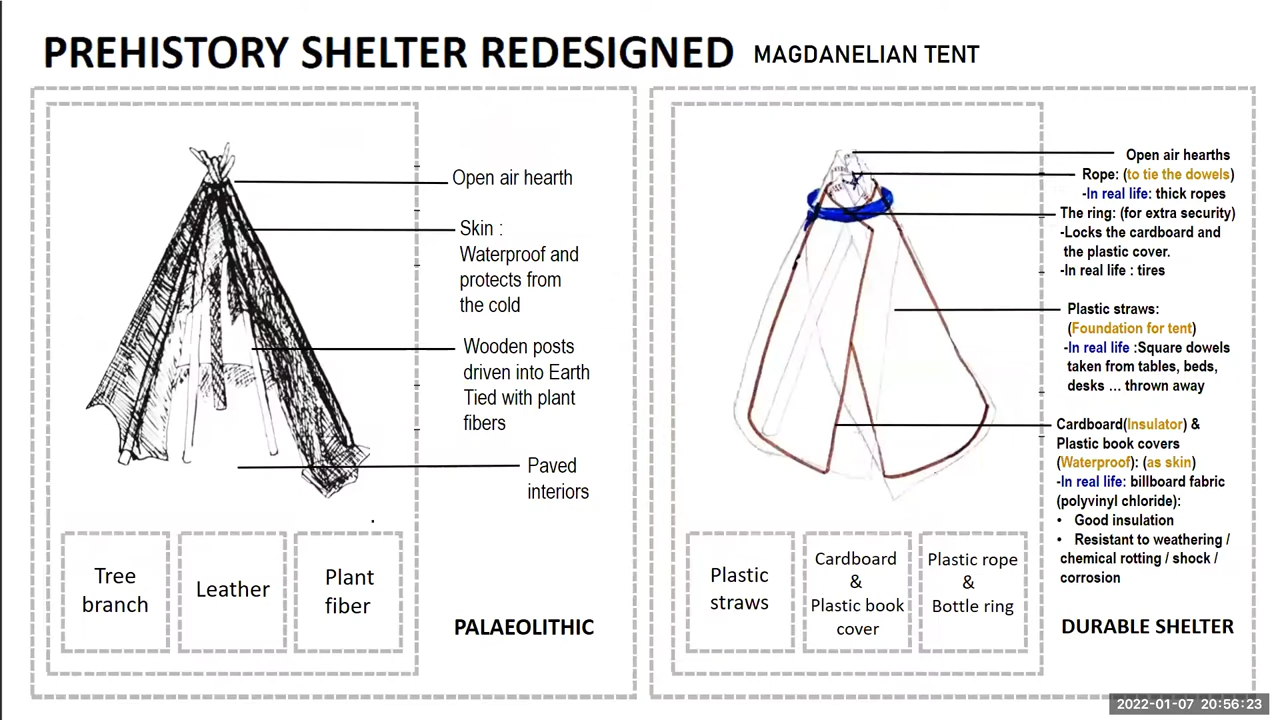 PREHISTORY SHELTER REDESIGNED MAGDANELIAN TENT
Open air hearth
Skin :
Waterproof and
protects from
the cold
Wooden posts
driven into Earth
Tied with plant
fibers
Paved
interiors
Tree
branch
Leather
Plant
fiber
PALAEOLITHIC
Open air hearths
Rope: (to tie the dowels)
-In real life: thick ropes
The ring: (for extra security)
-Locks the cardboard and
the plastic cover.
-In real life : tires
Plastic straws:
(Foundation for tent)
-In real life :Square dowels
taken from tables, beds,
desks ... thrown away
Cardboard(Insulator) &
Plastic book covers
(Waterproof): (as skin)
-In real life: billboard fabric
(polyvinyl chloride):
• Good insulation
• Resistant to weathering /
chemical rotting / shock /
corrosion
Plastic
straws
Cardboard
&
Plastic book
cover
Plastic rope
&
Bottle ring
DURABLE SHELTER
2022-01-07 20:56:23